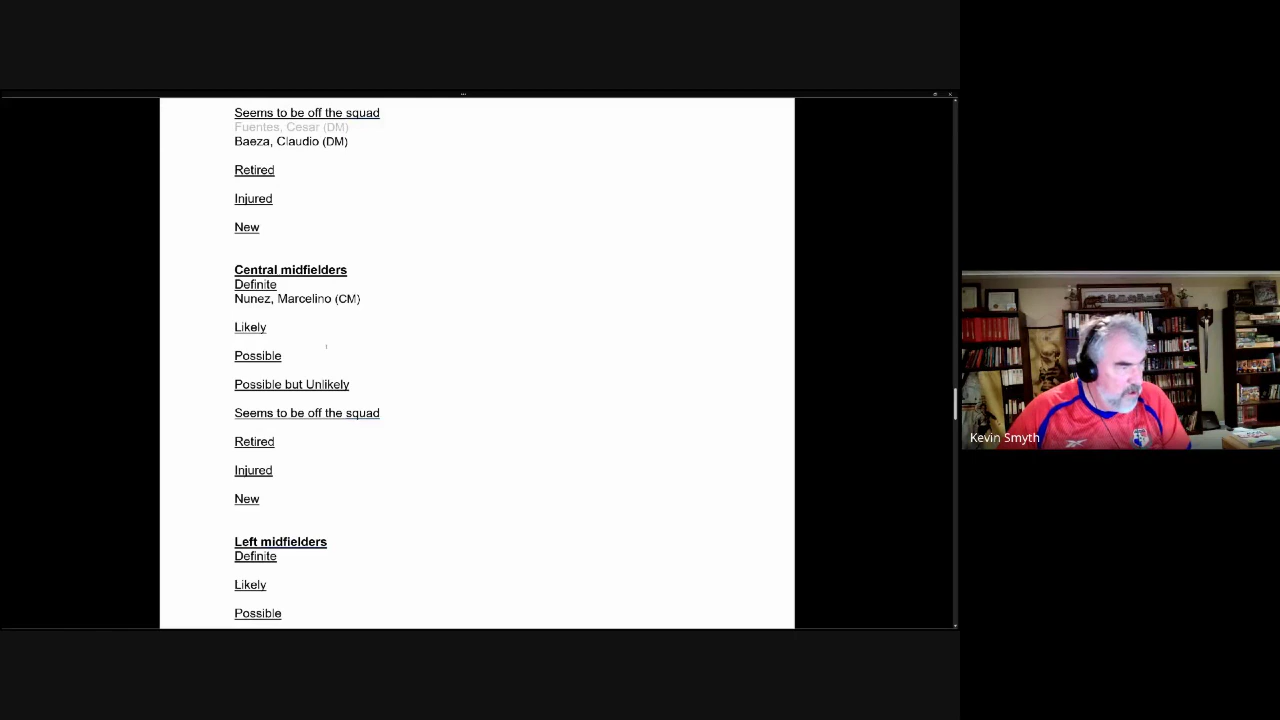 Seems to be off the squad
Fuentes, Cesar (DM)
Baeza, Claudio (DM)
Retired
Injured
New
Central midfielders
Definite
Nunez, Marcelino (CM)
Likely
Possible
Possible but Unlikely
Seems to be off the squad
Retired
Injured
New
Left midfielders
Definite
Likely
Possible
Kevin Smyth